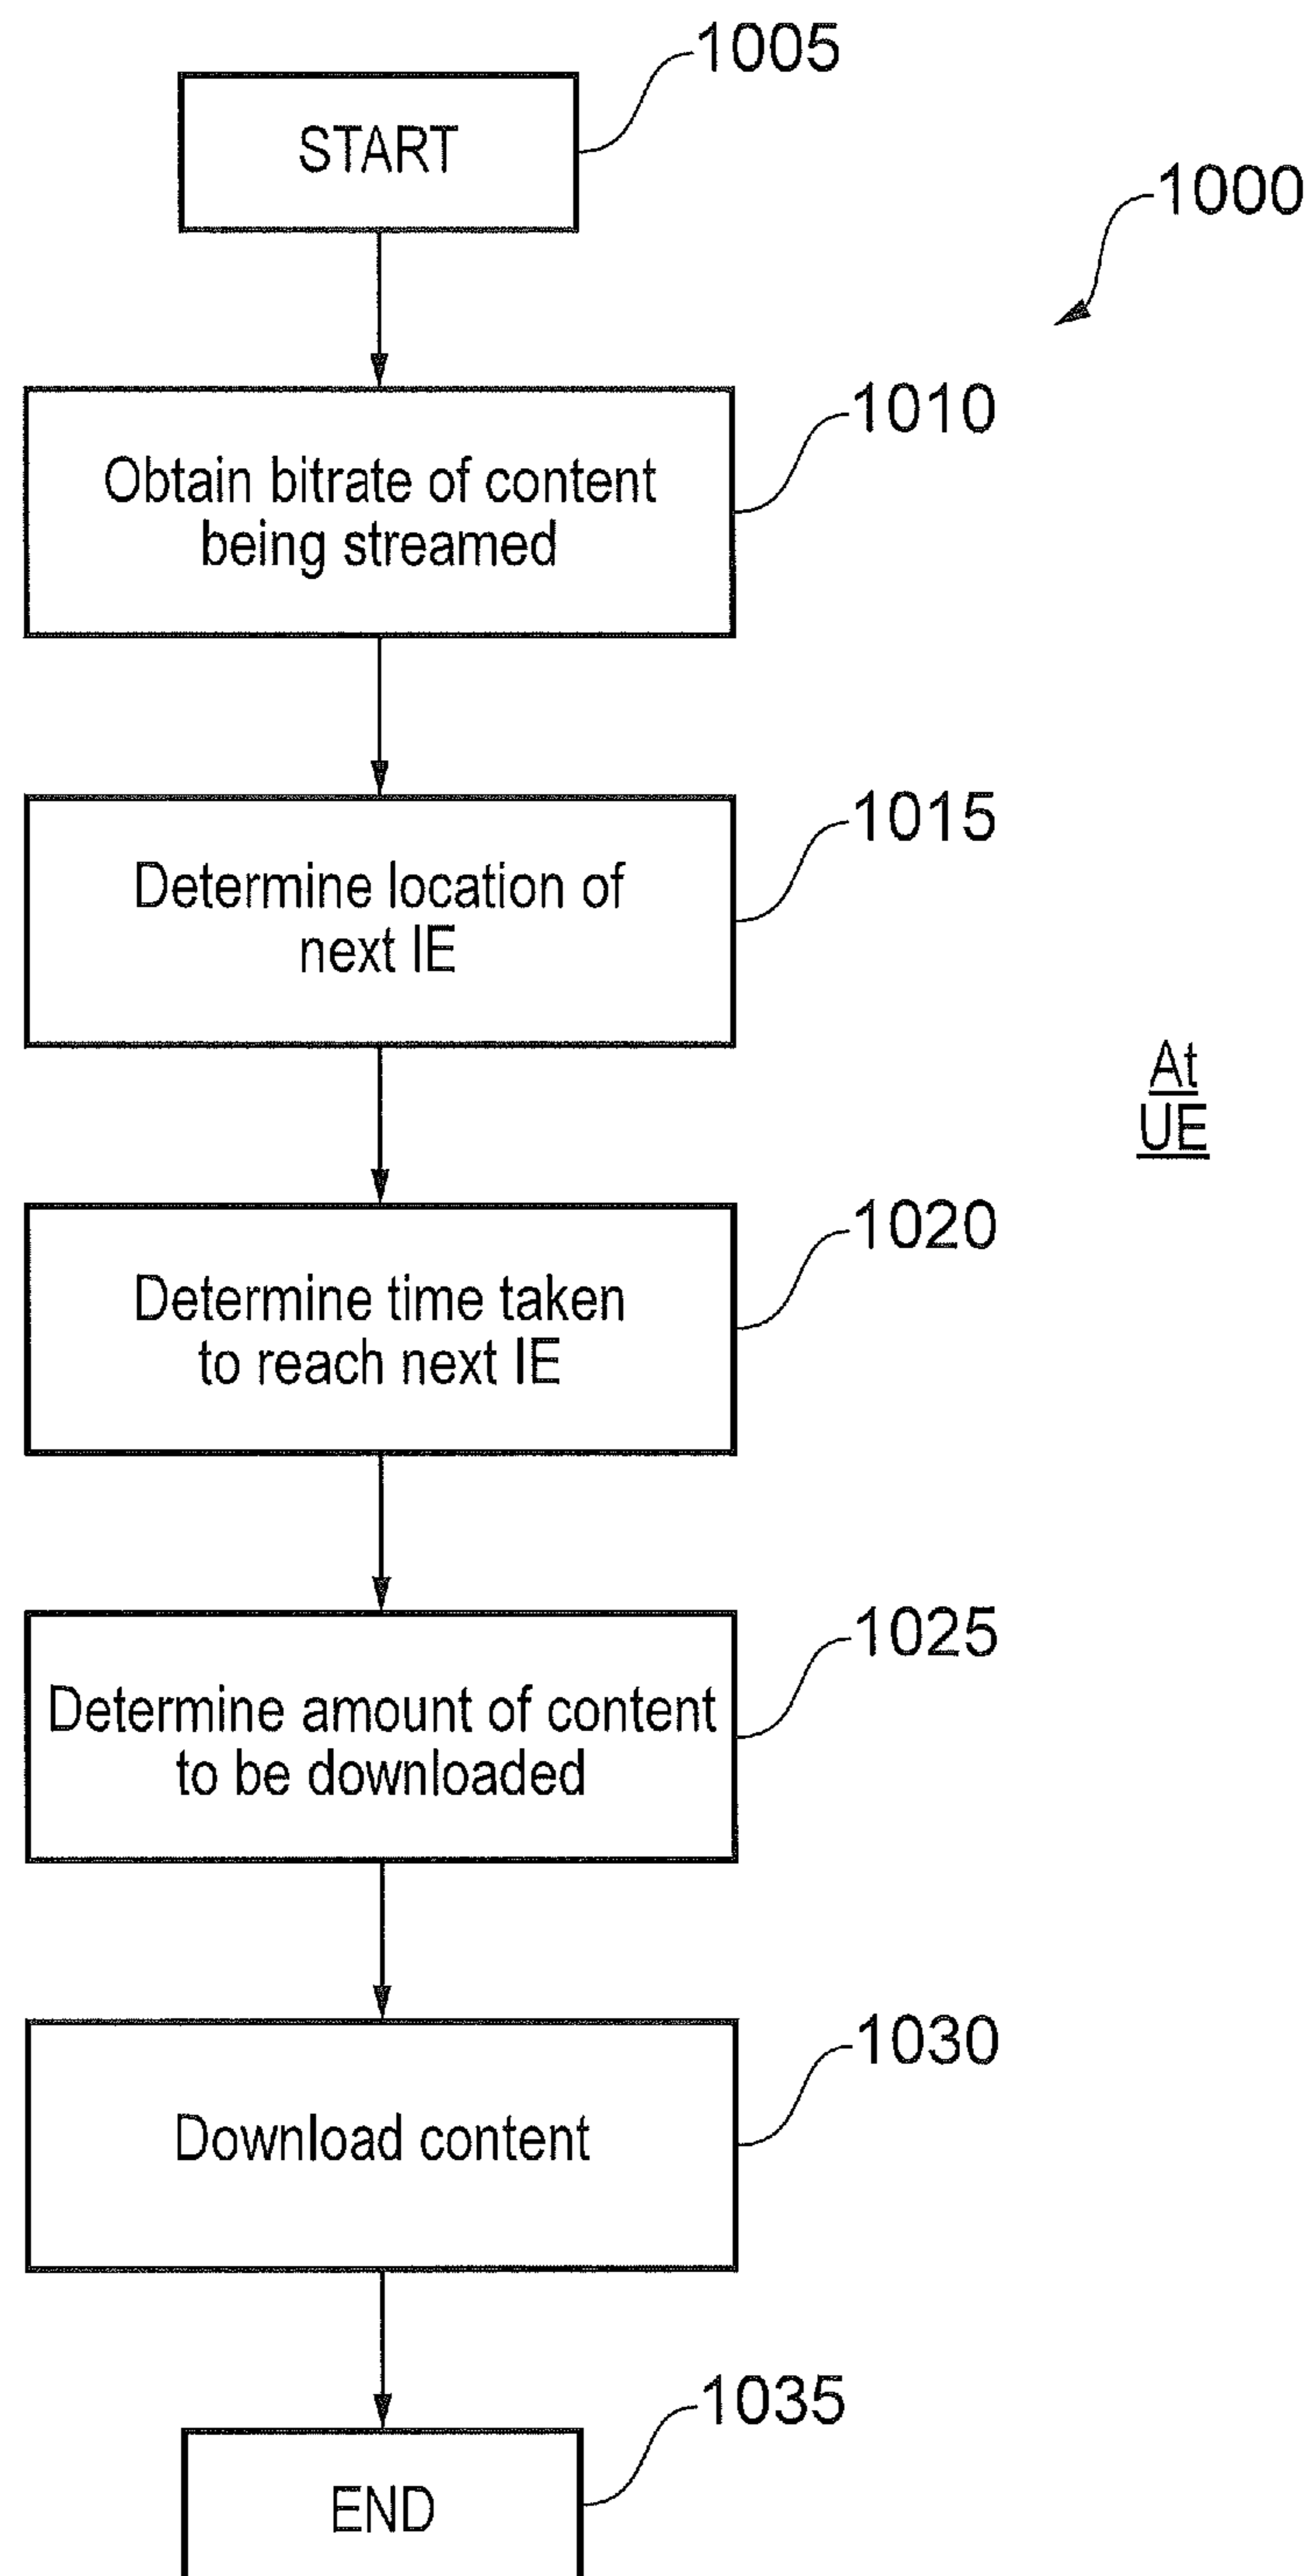 1005
START
1000
1010
Obtain bitrate of content
being streamed
1015
Determine location of
next IE
At
UE
1020
Determine time taken
to reach next IE
1025
Determine amount of content
to be downloaded
1030
Download content
1035
END